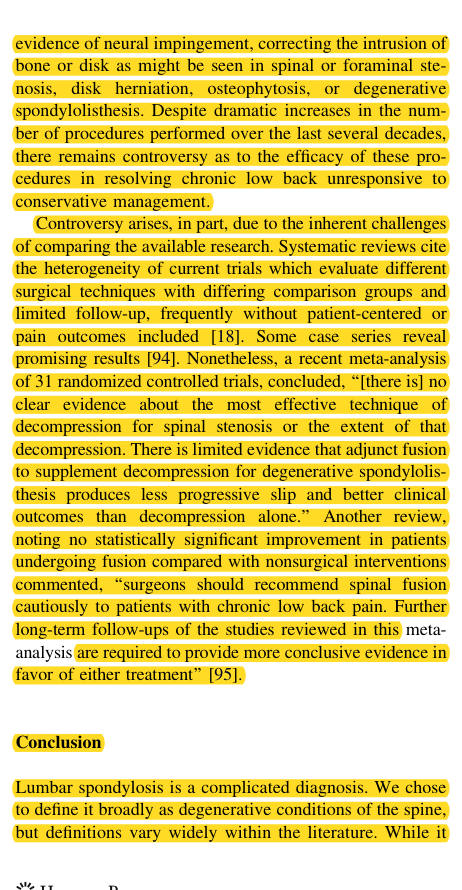 evidence of neural impingement, correcting the intrusion of
bone or disk as might be seen in spinal or foraminal ste-
nosis, disk herniation, osteophytosis, or degenerative
spondylolisthesis. Despite dramatic increases in the num-
ber of procedures performed over the last several decades,
there remains controversy as to the efficacy of these pro-
cedures in resolving chronic low back unresponsive to
conservative management.
Controversy arises, in part, due to the inherent challenges
of comparing the available research. Systematic reviews cite
the heterogeneity of current trials which evaluate different
surgical techniques with differing comparison groups and
limited follow-up, frequently without patient-centered or
pain outcomes included [18]. Some case series reveal
promising results [94]. Nonetheless, a recent meta-analysis
of 31 randomized controlled trials, concluded, “[there is] no
clear evidence about the most effective technique of
decompression for spinal stenosis or the extent of that
decompression. There is limited evidence that adjunct fusion
to supplement decompression for degenerative spondylolis-
thesis produces less progressive slip and better clinical
outcomes than decompression alone.” Another review,
noting no statistically significant improvement in patients
undergoing fusion compared with nonsurgical interventions
commented, “surgeons should recommend spinal fusion
cautiously to patients with chronic low back pain. Further
long-term follow-ups of the studies reviewed in this meta-
analysis are required to provide more conclusive evidence in
favor of either treatment” [95].
Conclusion
Lumbar spondylosis is a complicated diagnosis. We chose
to define it broadly as degenerative conditions of the spine,
but definitions vary widely within the literature. While it